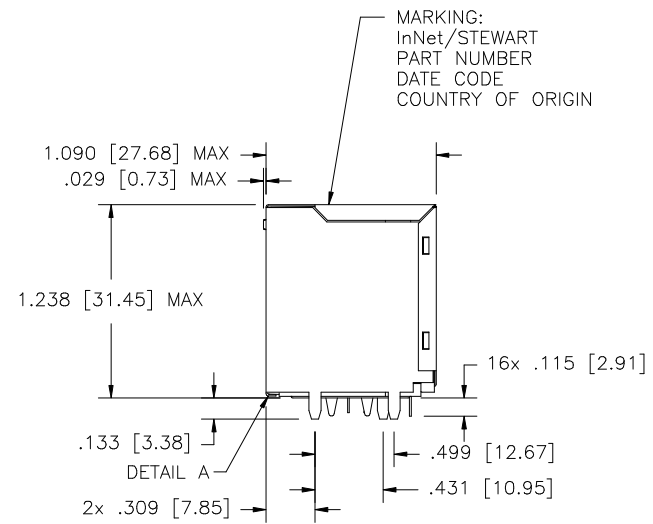 MARKING:
InNet/STEWART
PART NUMBER
DATE CODE
COUNTRY OF ORIGIN
1.090 [27.68] MAX
.029 [0.73] MAX
1.238 [31.45] MAX
16x .115 [2.91]
.133 [3.38]
.499 [12.67]
DETAIL A
.431 [10.95]
2x .309 [7.85]